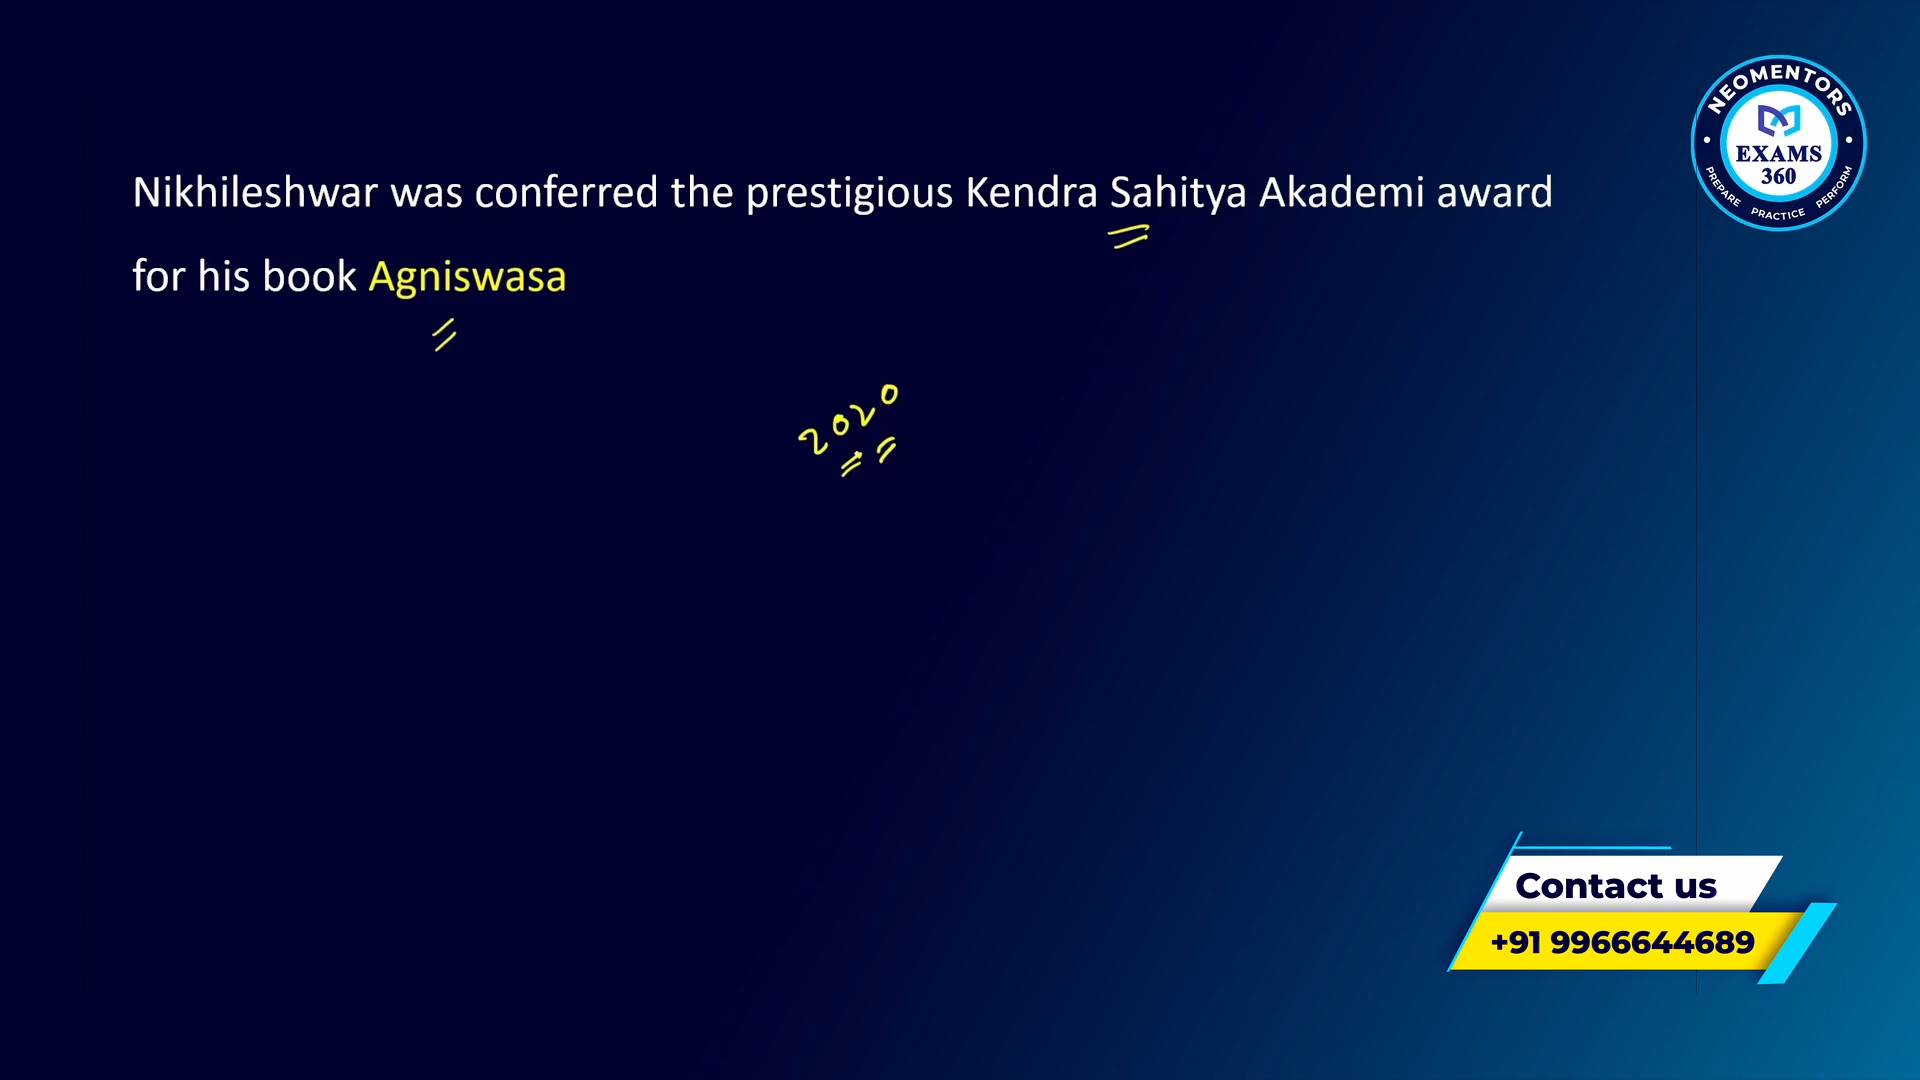 Nikhileshwar was conferred the prestigious Kendra Sahitya Akademi award
for his book Agniswasa
2020
NEOMENTORS
EXAMS
360
PREPARE PRACTICE PERFORM
Contact us
+91 9966644689